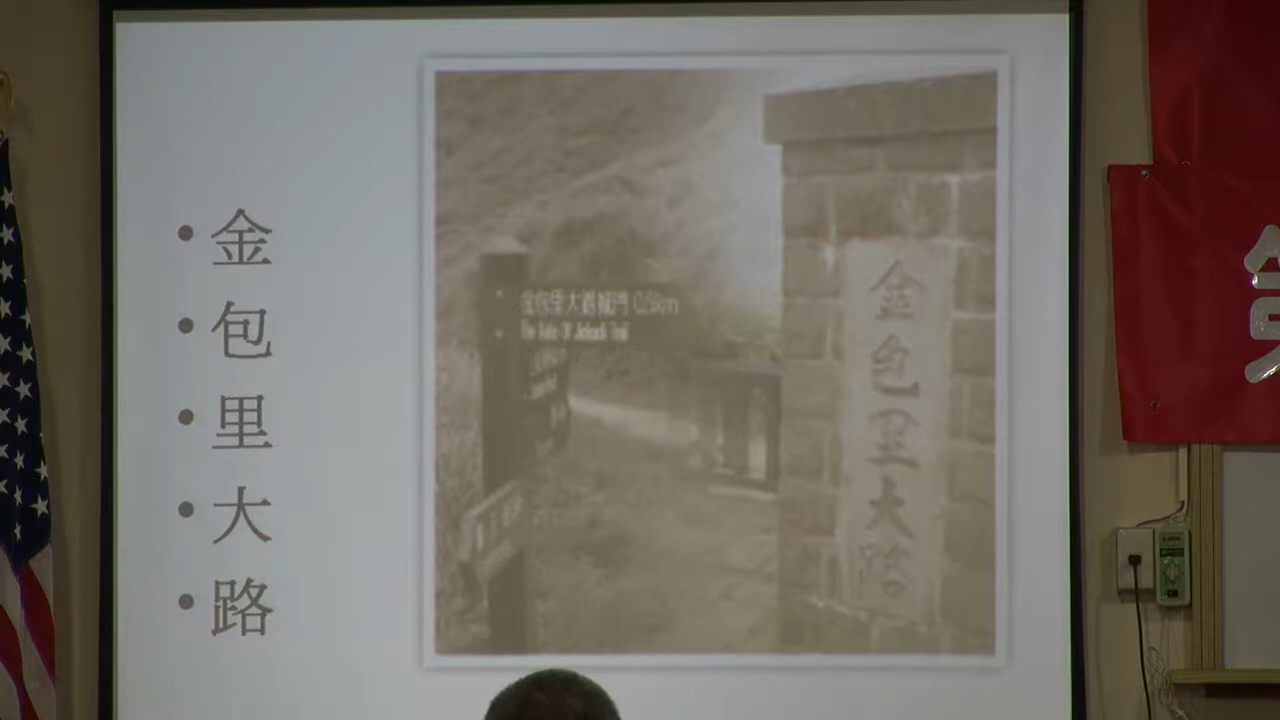 金
包
里
大
路
金包里大路城門 0.5km
The Gate Of Jinbaoli Trail
金
包
里
大
路